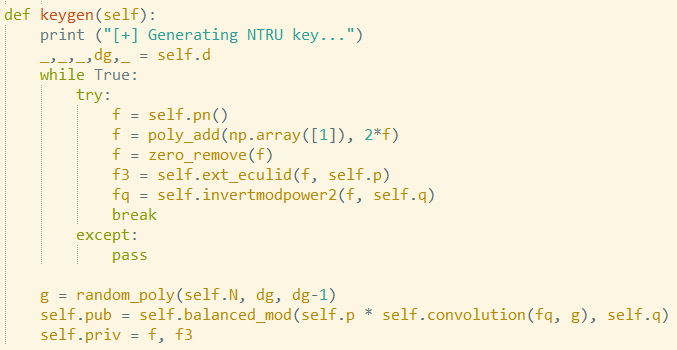 def keygen(self):
    print ("[+] Generating NTRU key...")
    _,_,_,dg,_ = self.d
    while True:
        try:
            f = self.pn()
            f = poly_add(np.array([1]), 2*f)
            f = zero_remove(f)
            f3 = self.ext_eculid(f, self.p)
            fq = self.invertmodpower2(f, self.q)
            break
        except:
            pass

    g = random_poly(self.N, dg, dg-1)
    self.pub = self.balanced_mod(self.p * self.convolution(fq, g), self.q)
    self.priv = f, f3